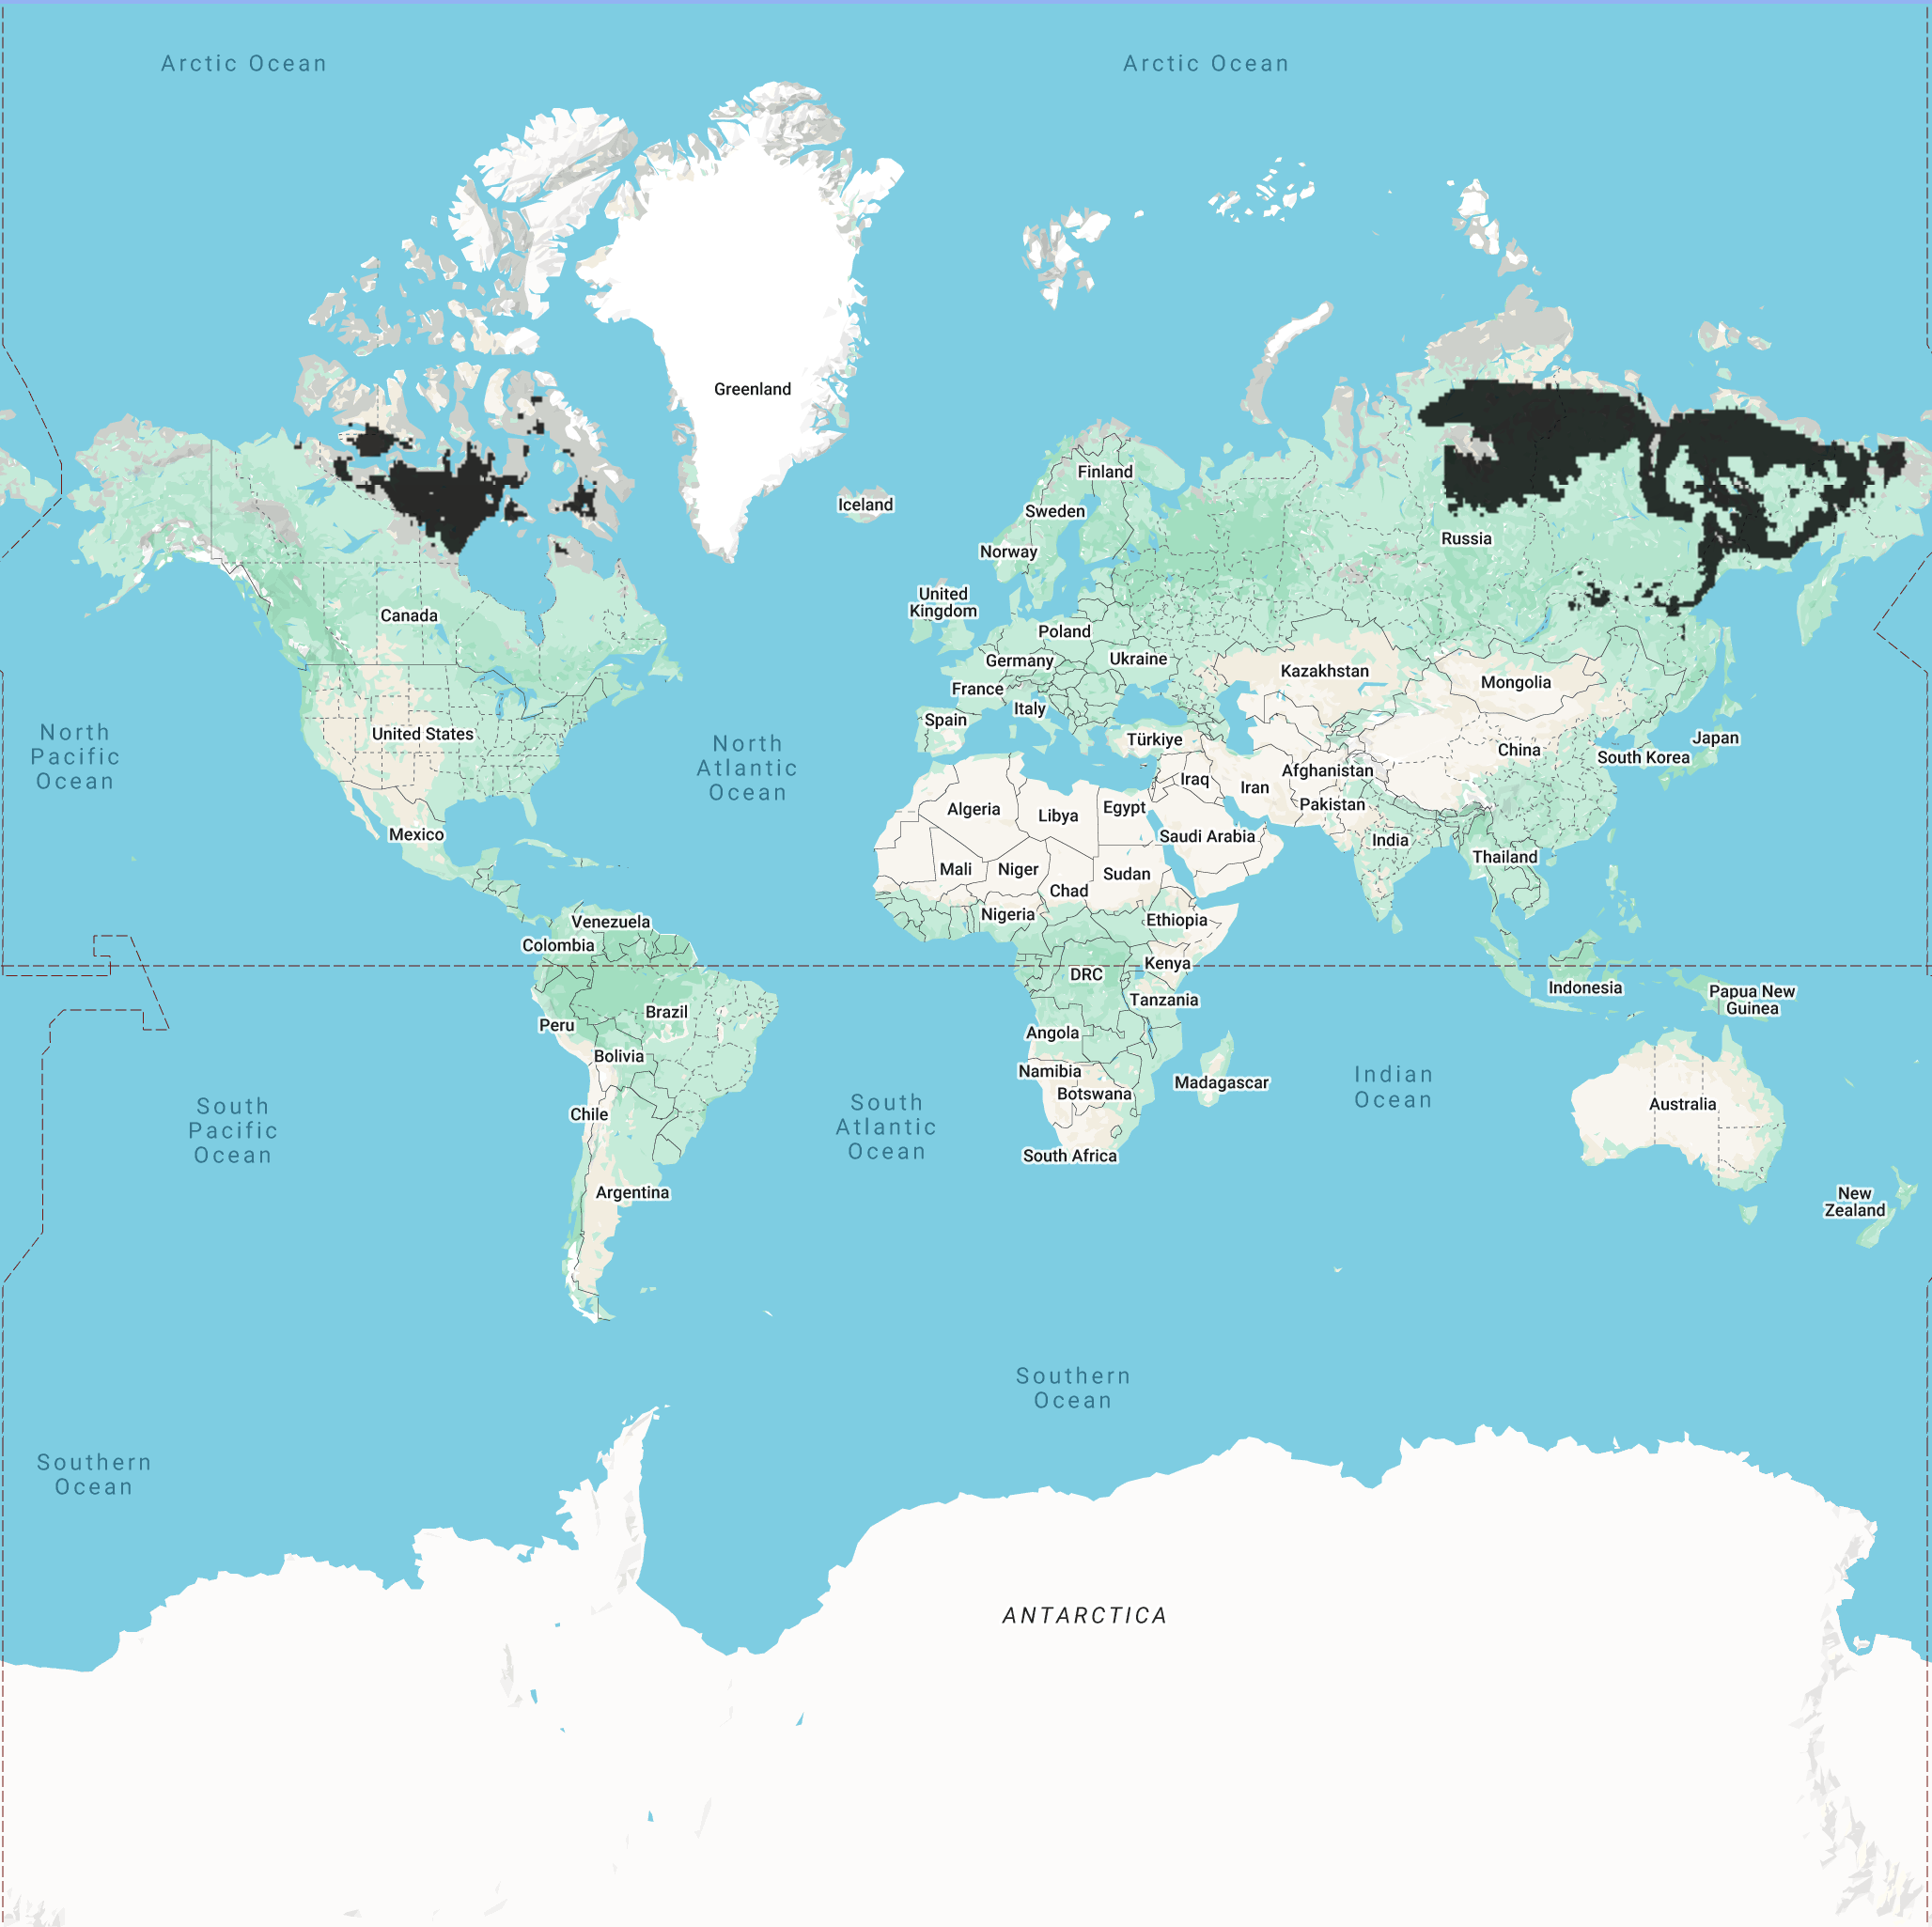 Arctic Ocean
Arctic Ocean
Greenland
Finland
Iceland
Sweden
Norway
Russia
United
Kingdom
Canada
Poland
Germany
Ukraine
Kazakhstan
Mongolia
France
Italy
Spain
United States
Türkiye
Japan
China
South Korea
North
Pacific
Ocean
North
Atlantic
Ocean
Iraq
Iran
Afghanistan
Pakistan
Algeria
Libya
Egypt
Saudi Arabia
Mexico
India
Thailand
Mali
Niger
Chad
Sudan
Nigeria
Ethiopia
Venezuela
Colombia
Kenya
DRC
Indonesia
Papua New
Guinea
Tanzania
Brazil
Peru
Angola
Bolivia
Namibia
Botswana
Madagascar
Indian
Ocean
Australia
Chile
South
Pacific
Ocean
South
Atlantic
Ocean
South Africa
Argentina
New
Zealand
Southern
Ocean
Southern
Ocean
ANTARCTICA